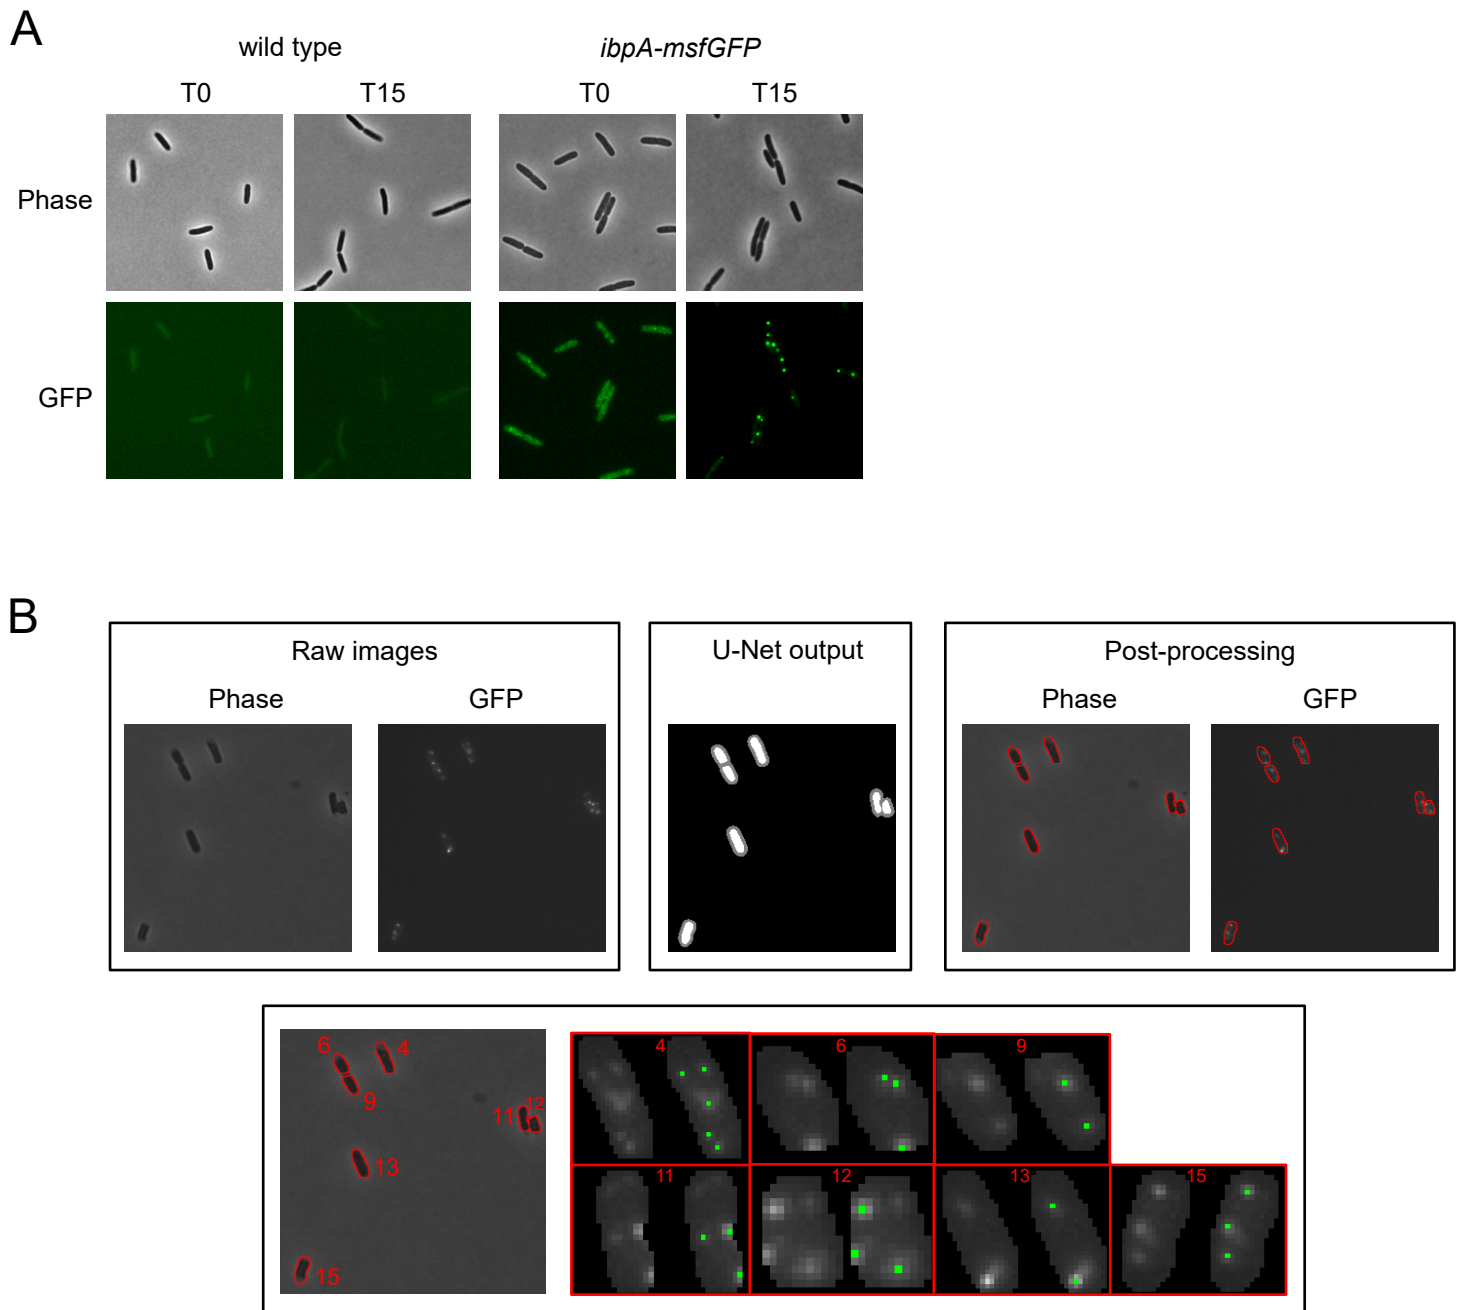 A
wild type
ibpA-msfGFP
T0
T15
T0
T15
Phase
GFP
B
Raw images
Phase
GFP
U-Net output
Post-processing
Phase
GFP
6
4
9
11
12
13
15
4
6
9
11
12
13
15